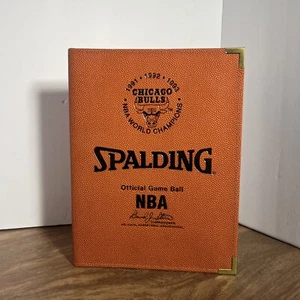 1991 • 1992 • 1993
CHICAGO
BULLS
NBA WORLD CHAMPIONS
SPALDING
Official Game Ball
NBA